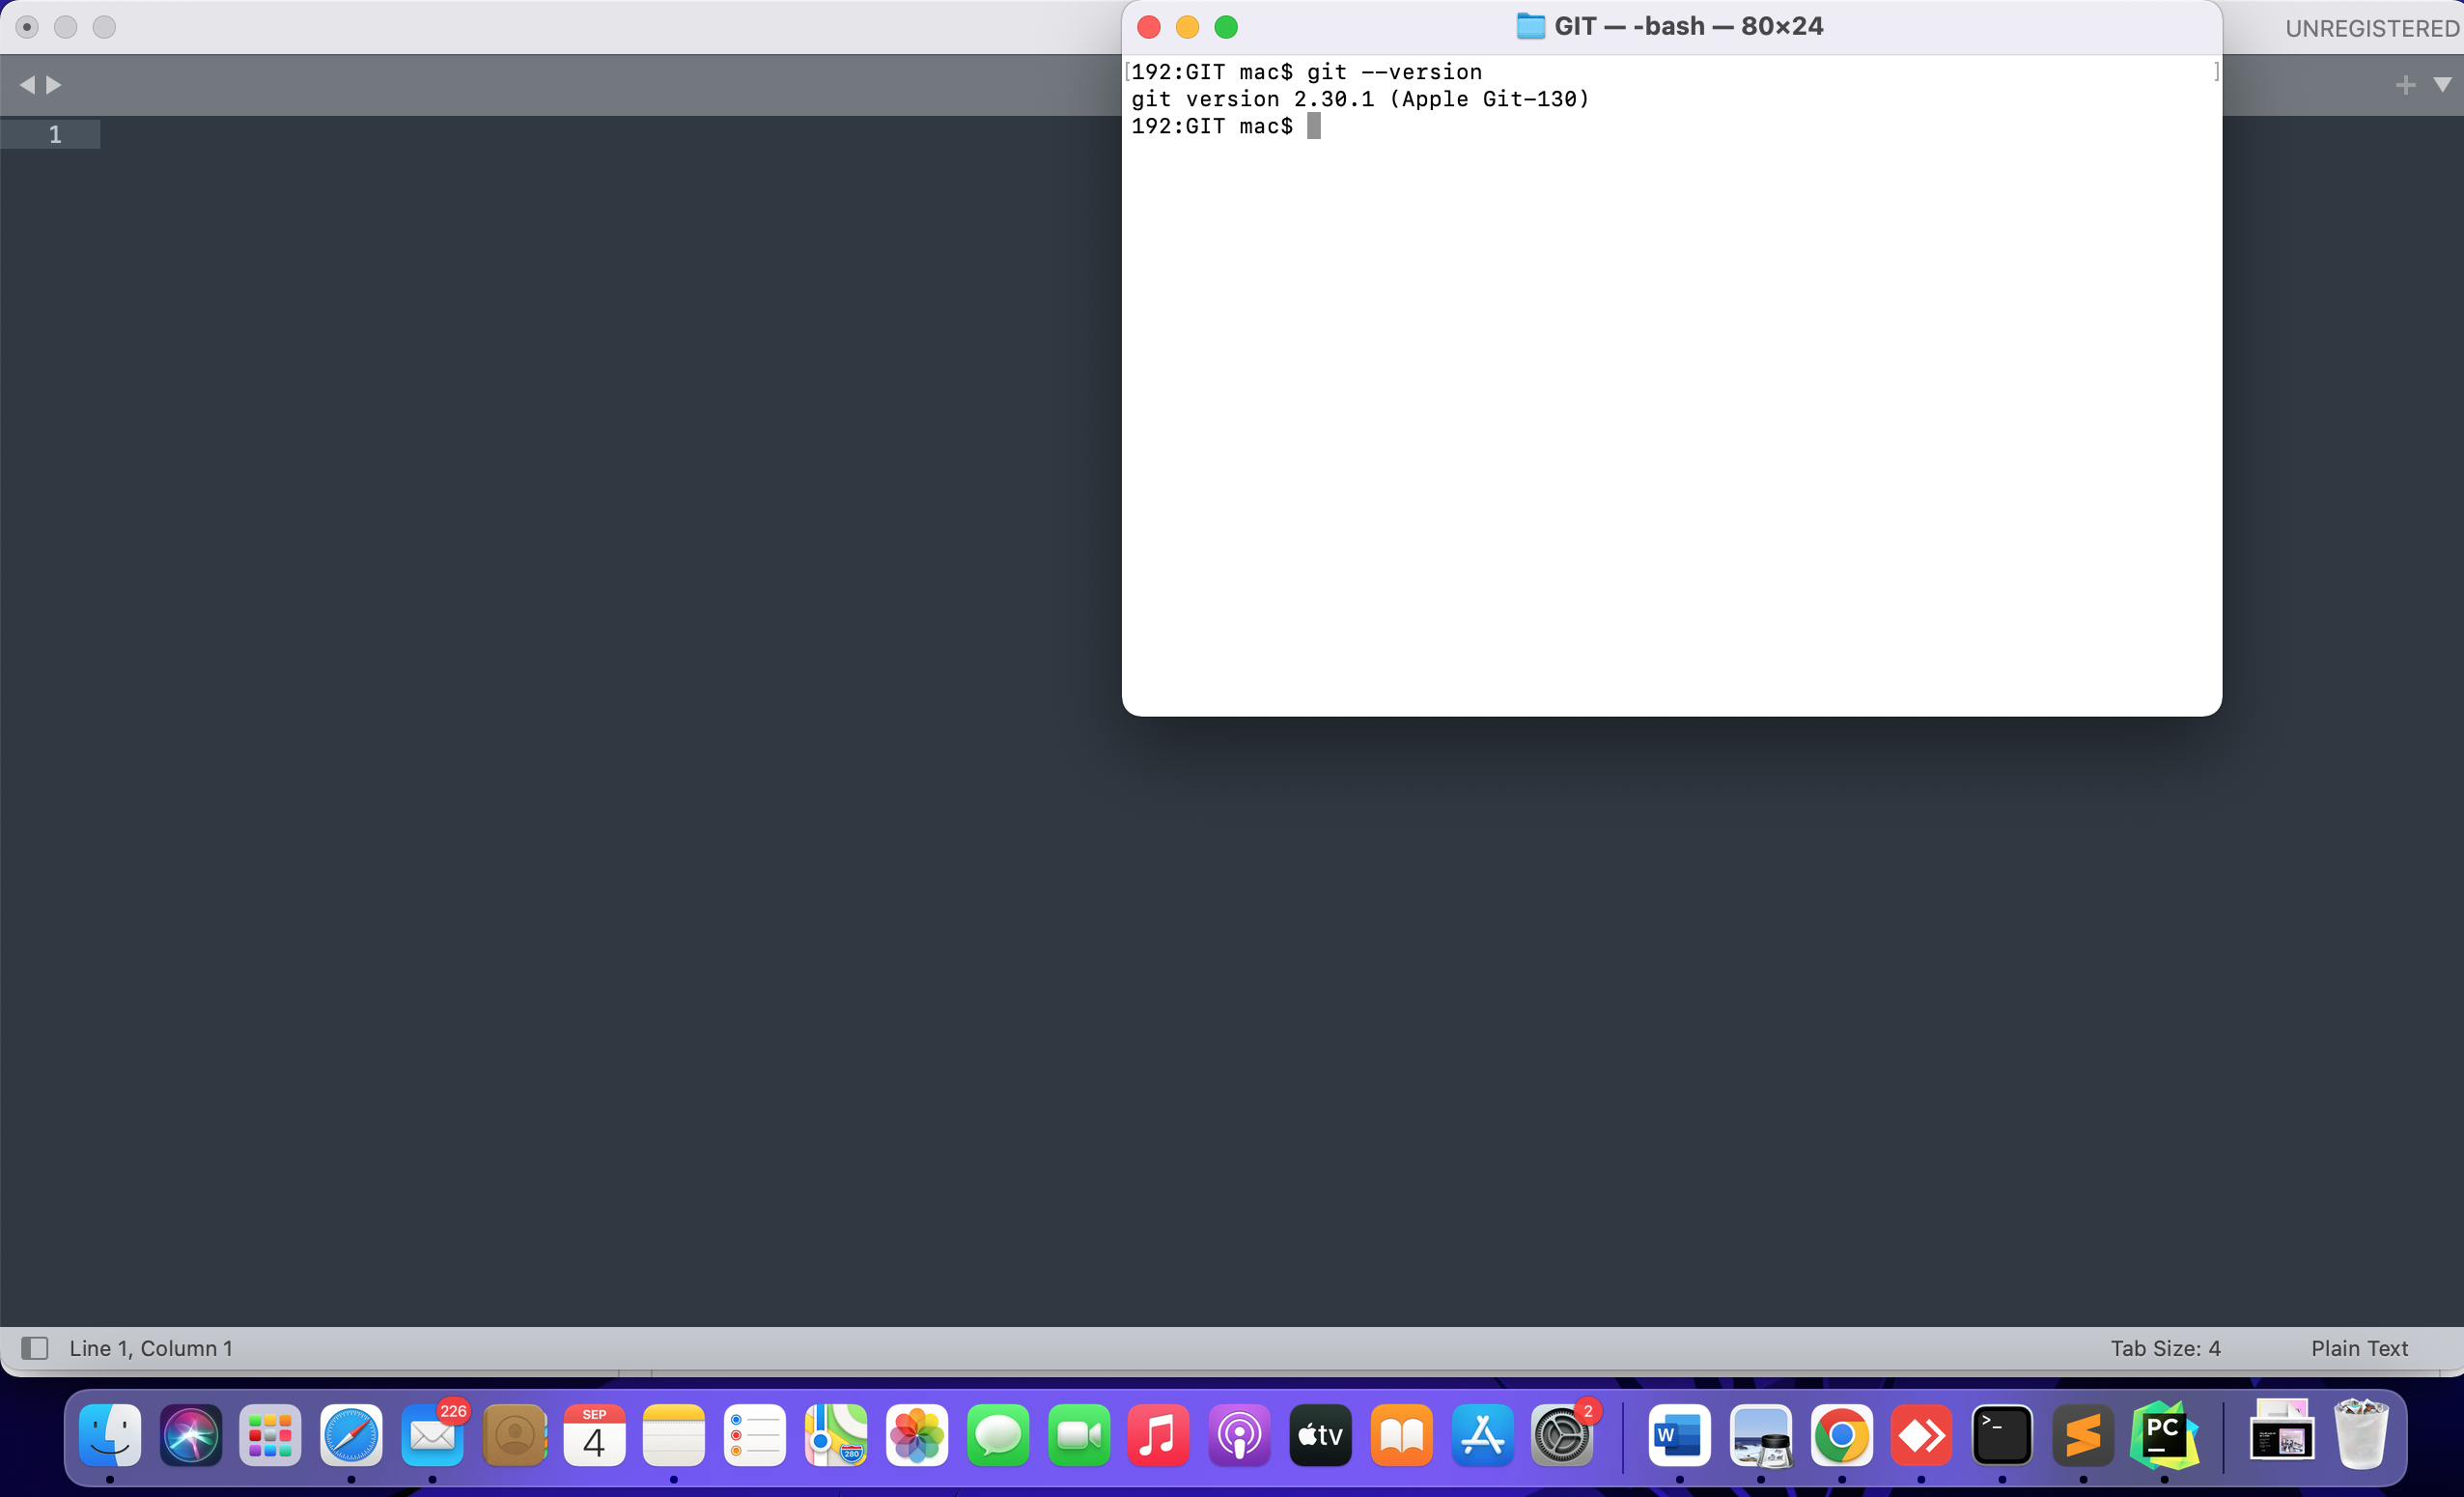 GIT — -bash — 80×24
UNREGISTERED
[192:GIT mac$ git --version ]
git version 2.30.1 (Apple Git-130)
192:GIT mac$
1
Line 1, Column 1
Tab Size: 4
Plain Text
226
SEP
4
280
tv
2
W
>_
PC